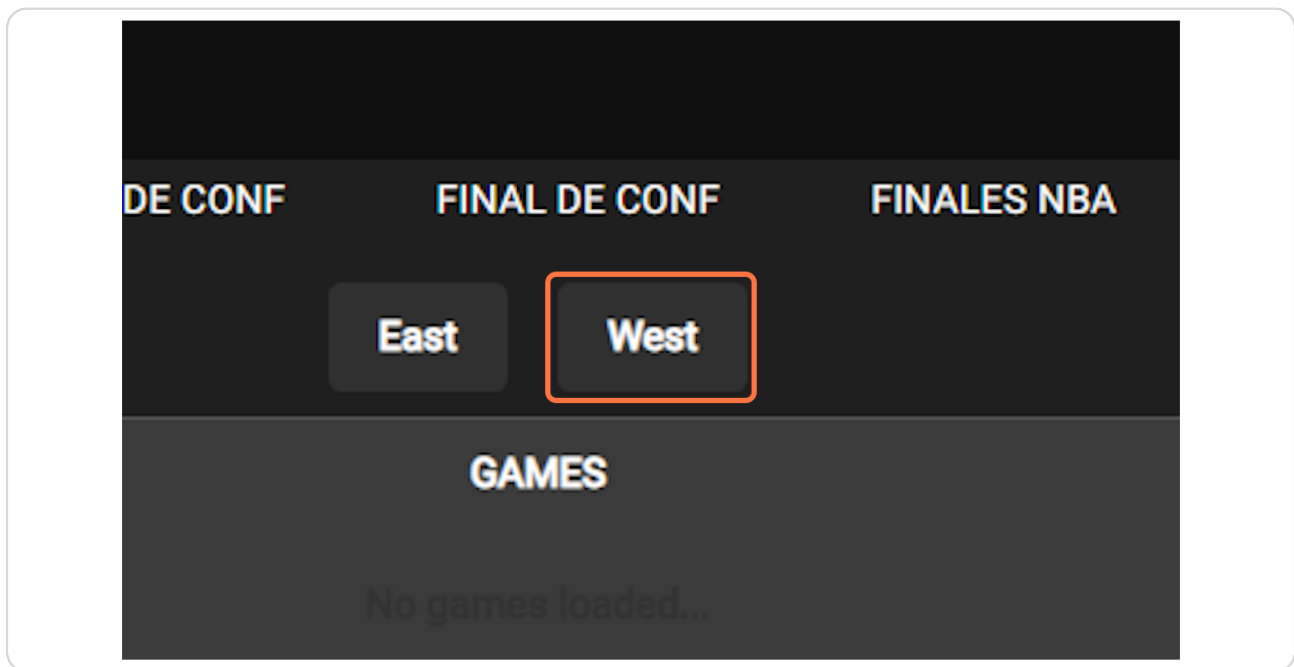 DE CONF FINAL DE CONF FINALES NBA
East West
GAMES
No games loaded...